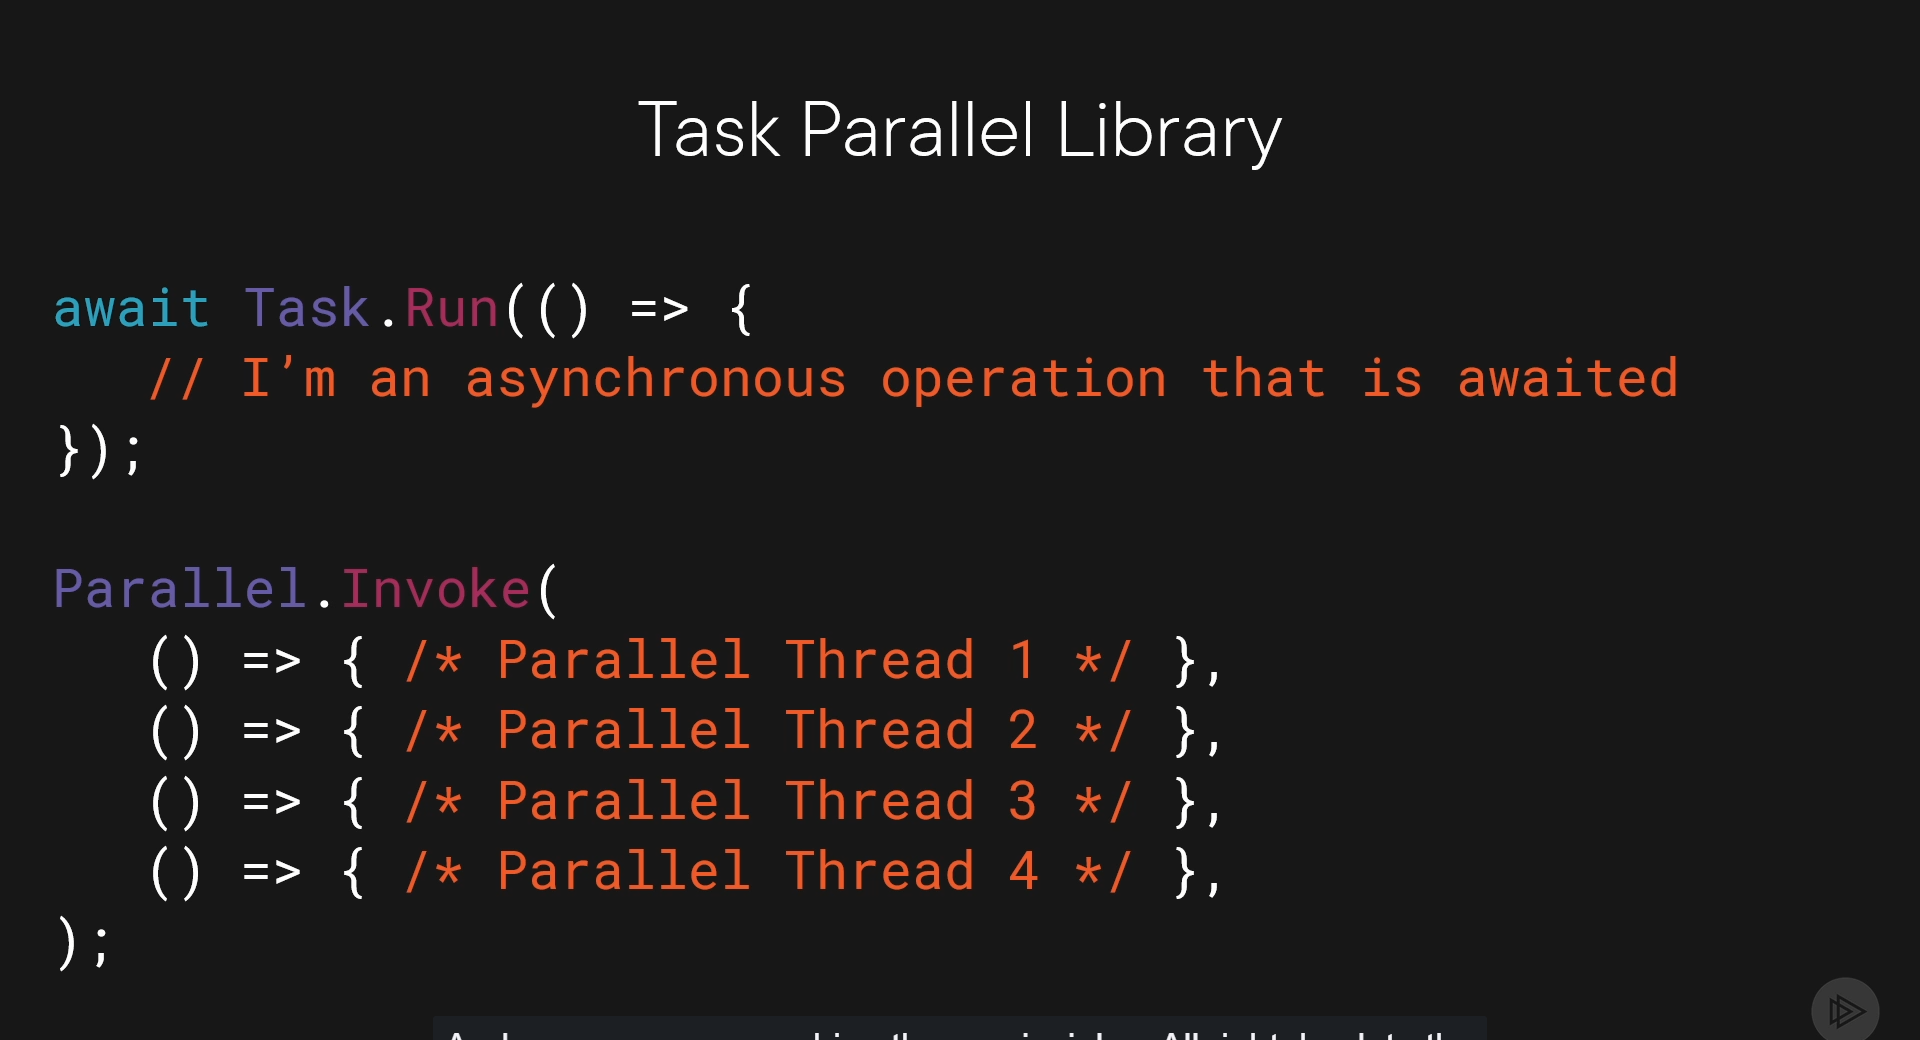 Task Parallel Library
await Task.Run(() => {
// I’m an asynchronous operation that is awaited
});
Parallel.Invoke(
() => { /* Parallel Thread 1 */ },
() => { /* Parallel Thread 2 */ },
() => { /* Parallel Thread 3 */ },
() => { /* Parallel Thread 4 */ },
);